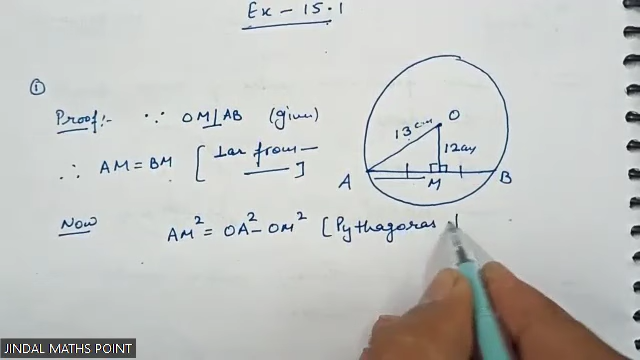 Ex - 15.1
①
Proof:- ∵ OM⊥AB (given)
∴ AM = BM [⊥ar from — —]
Now AM² = OA² - OM² [Pythagoras
O
13 cm
12 cm
A
M
B
JINDAL MATHS POINT